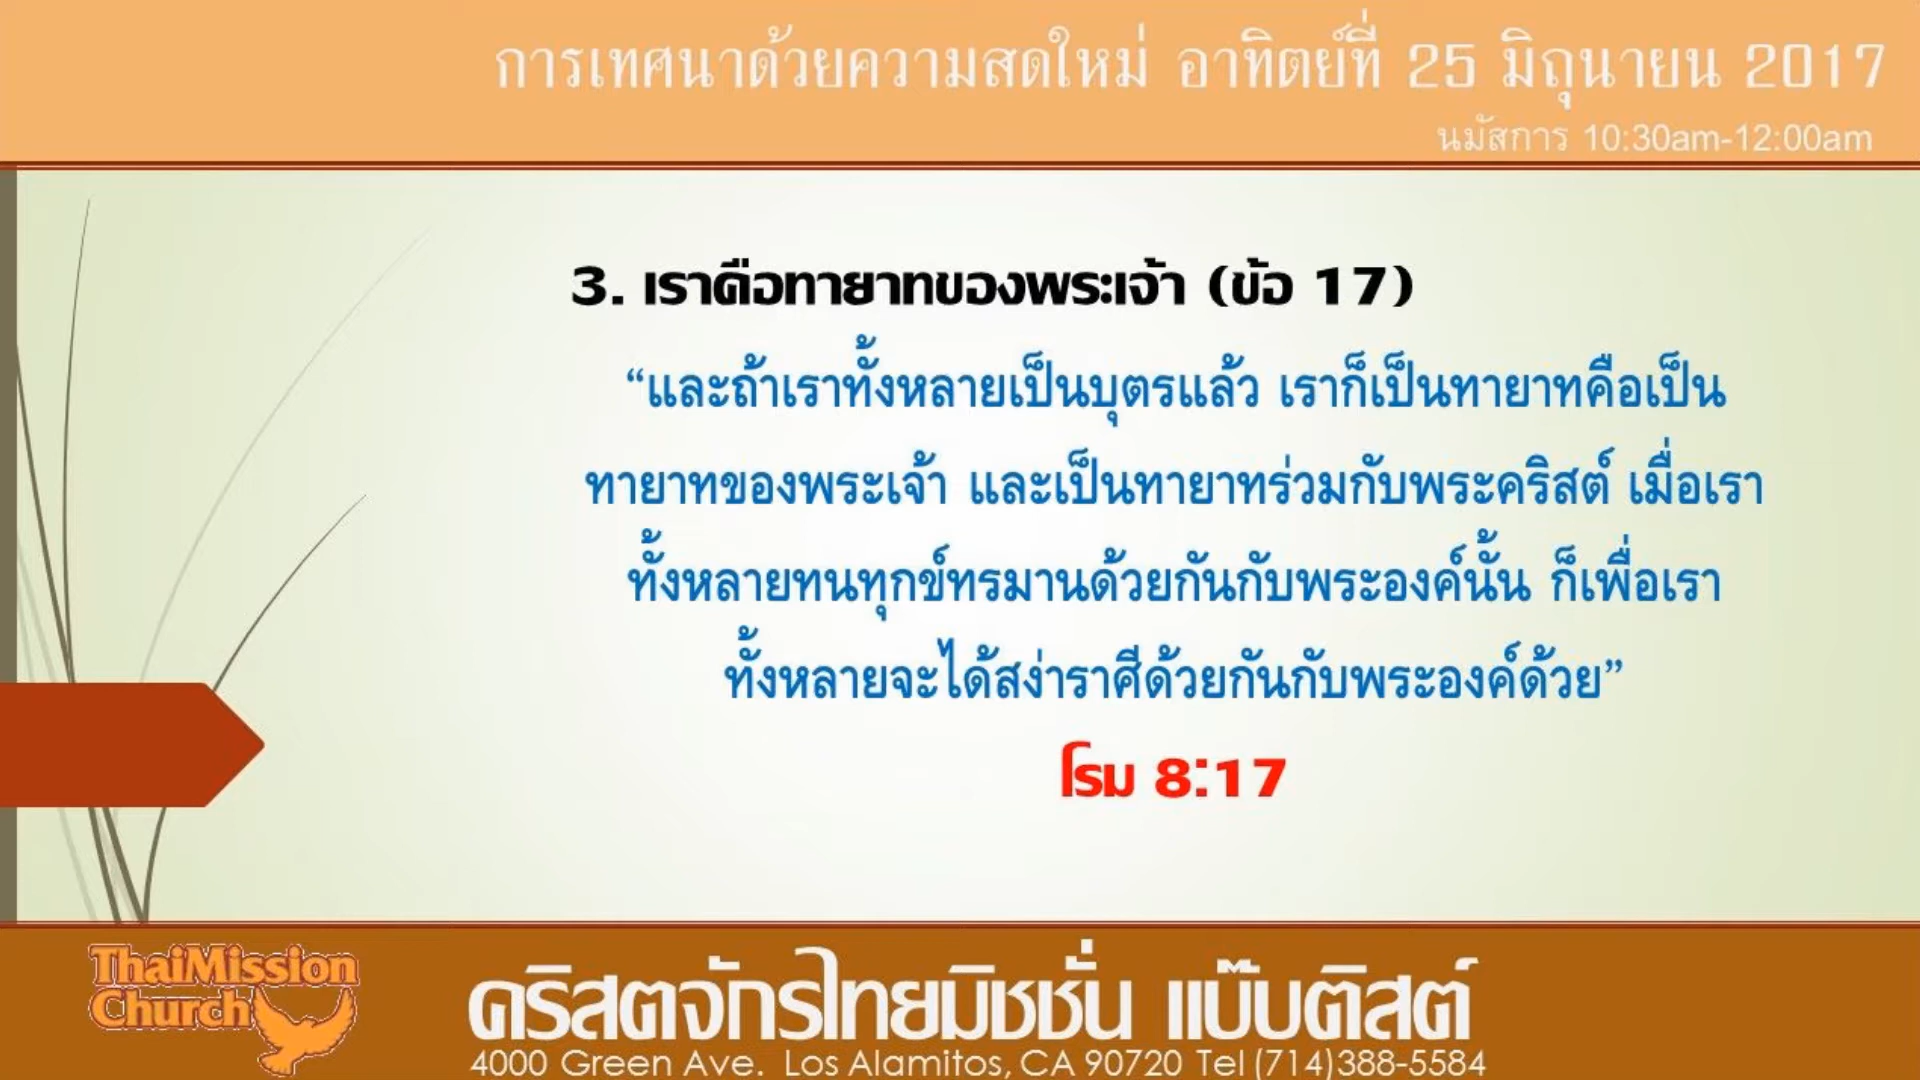 การเทศนาด้วยความสดใหม่ อาทิตย์ที่ 25 มิถุนายน 2017
นมัสการ 10:30am-12:00am
3. เราคือทายาทของพระเจ้า (ข้อ 17)
“และถ้าเราทั้งหลายเป็นบุตรแล้ว เราก็เป็นทายาทคือเป็น
ทายาทของพระเจ้า และเป็นทายาทร่วมกับพระคริสต์ เมื่อเรา
ทั้งหลายทนทุกข์ทรมานด้วยกันกับพระองค์นั้น ก็เพื่อเรา
ทั้งหลายจะได้สง่าราศีด้วยกันกับพระองค์ด้วย”
โรม 8:17
ThaiMission
Church
คริสตจักรไทยมิชชั่น แบ๊บติสต์
4000 Green Ave. Los Alamitos, CA 90720 Tel (714)388-5584